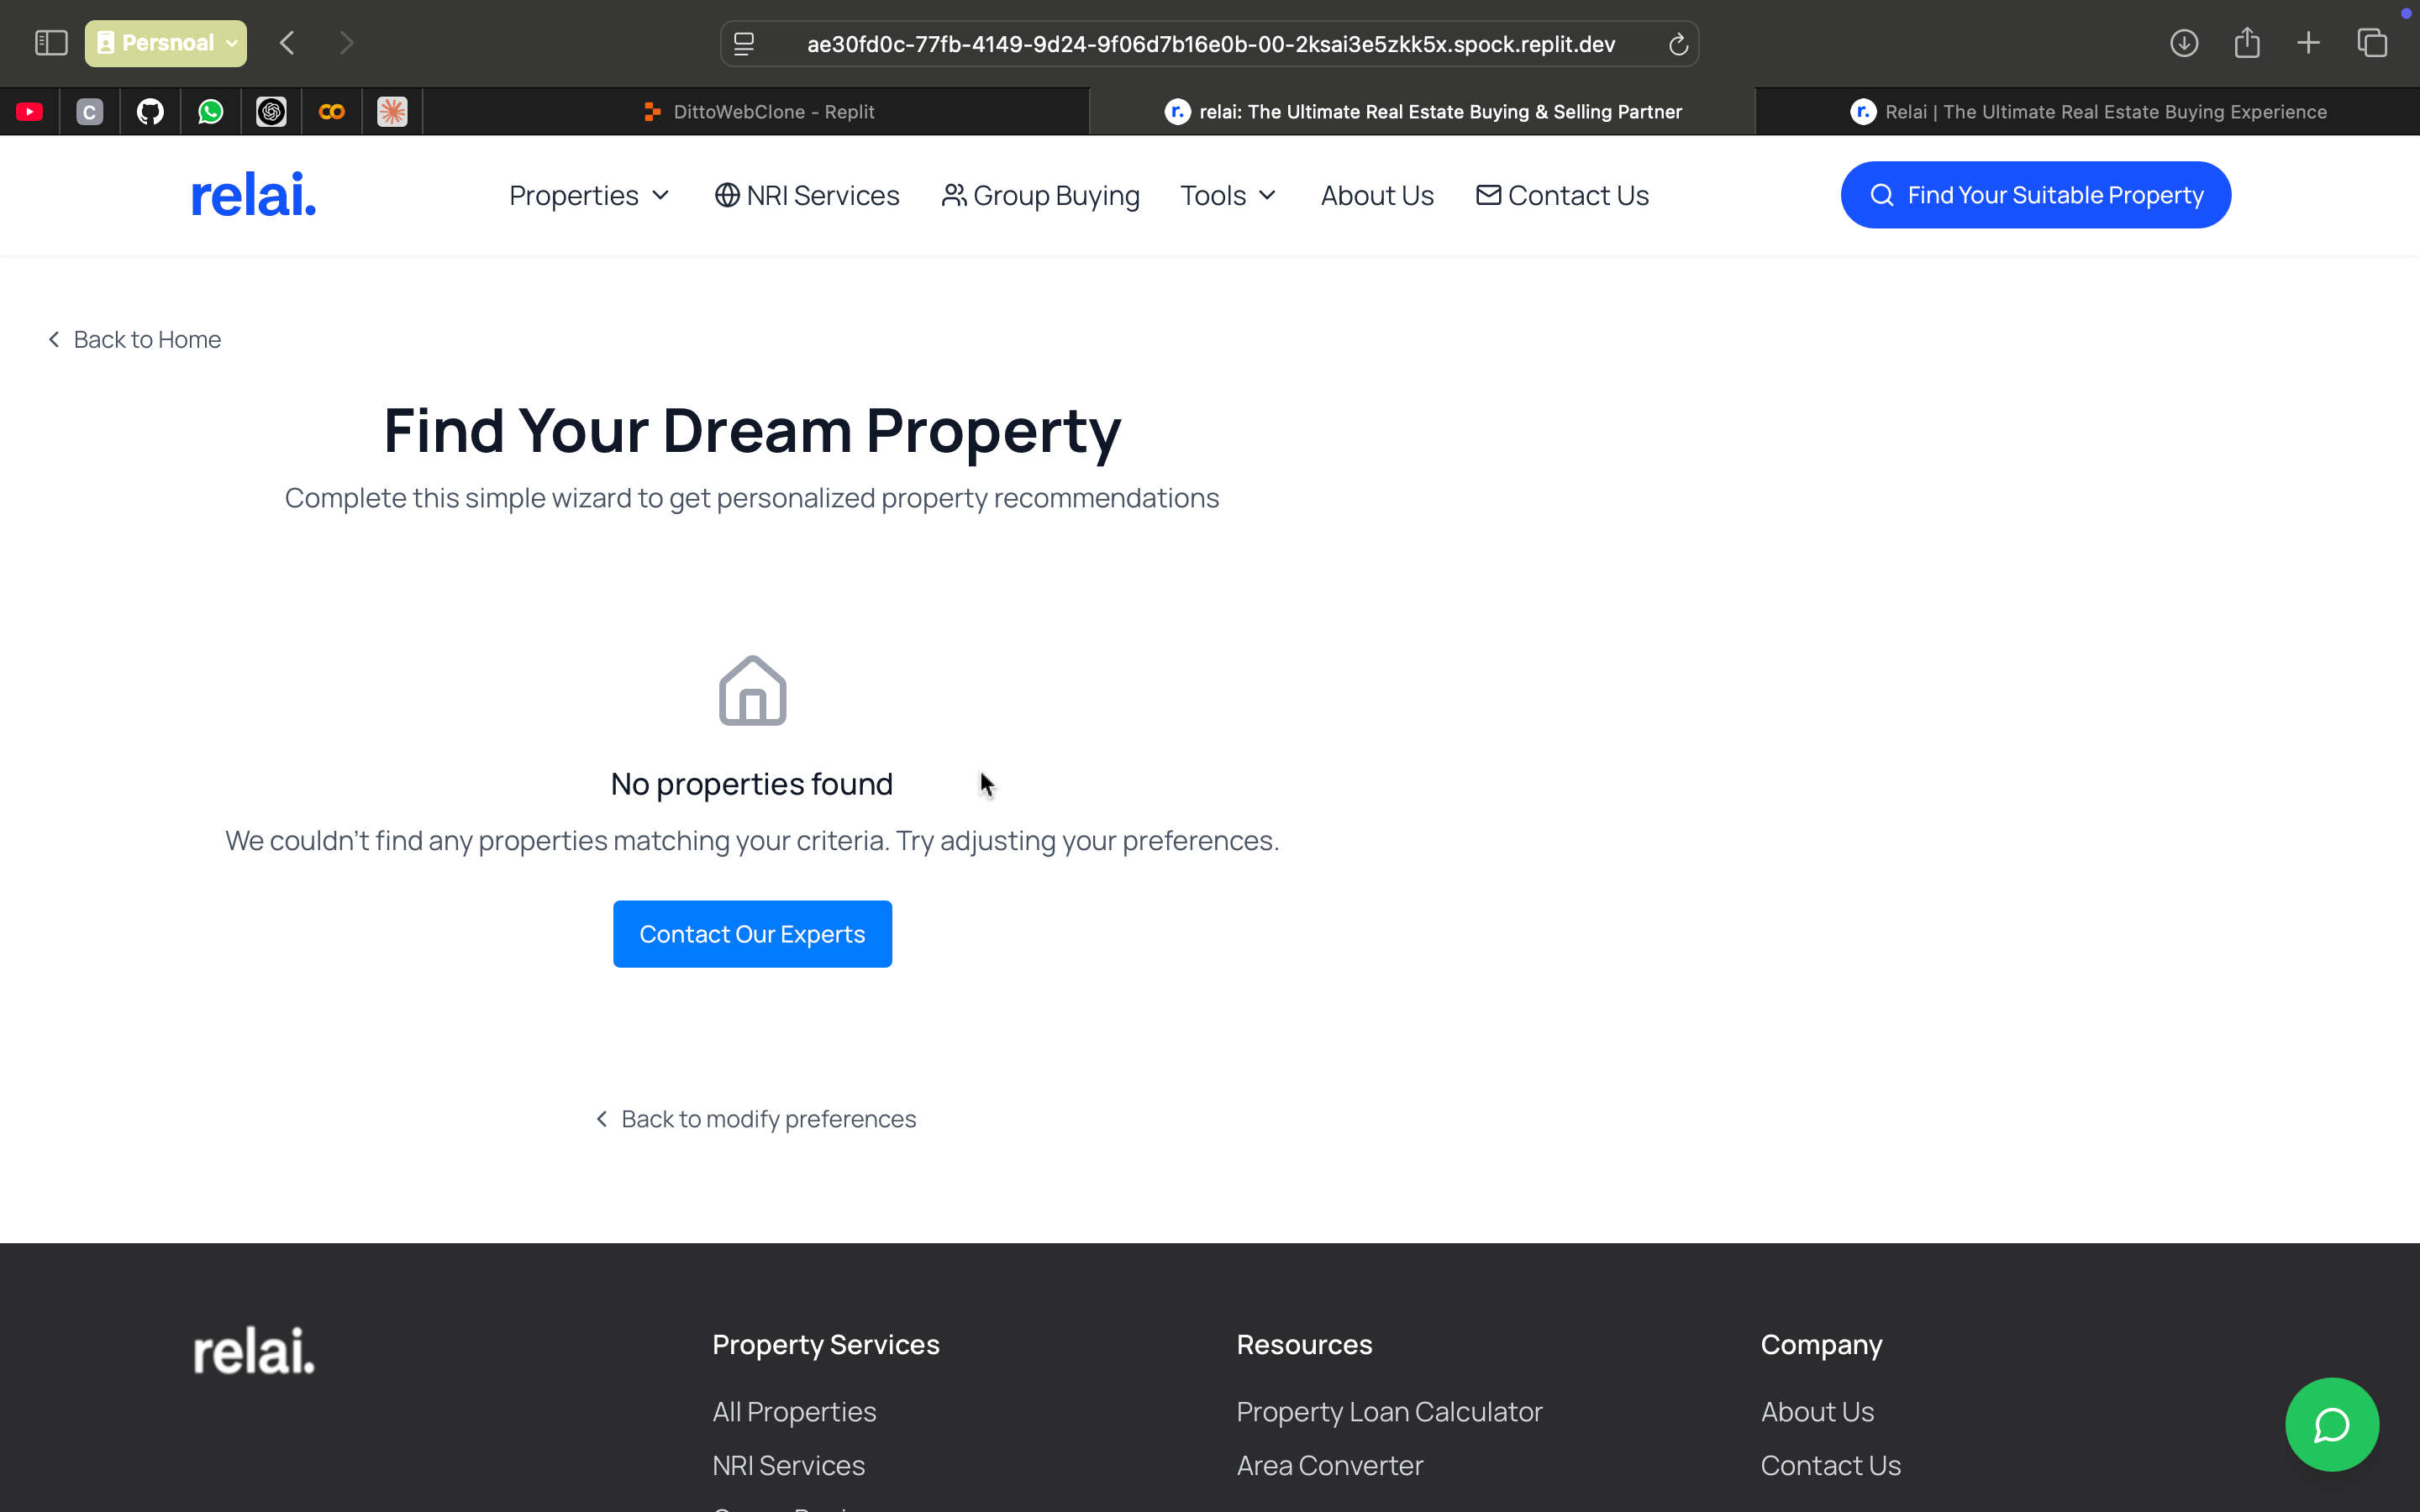 Persnoal
ae30fd0c-77fb-4149-9d24-9f06d7b16e0b-00-2ksai3e5zkk5x.spock.replit.dev
C
DittoWebClone - Replit
r. relai: The Ultimate Real Estate Buying & Selling Partner
r. Relai | The Ultimate Real Estate Buying Experience
relai.
Properties
NRI Services
Group Buying
Tools
About Us
Contact Us
Find Your Suitable Property
Back to Home
Find Your Dream Property
Complete this simple wizard to get personalized property recommendations
No properties found
We couldn't find any properties matching your criteria. Try adjusting your preferences.
Contact Our Experts
Back to modify preferences
relai.
Property Services
All Properties
NRI Services
Resources
Property Loan Calculator
Area Converter
Company
About Us
Contact Us